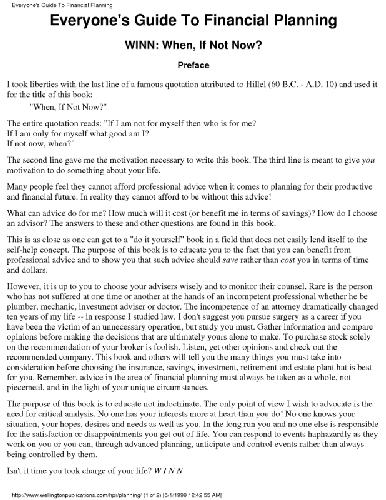 Everyone's Guide To Financial Planning
Everyone's Guide To Financial Planning
WINN: When, If Not Now?
Preface
I took liberties with the last line of a famous quotation attributed to Hillel (60 B.C. - A.D. 10) and used it
for the title of this book:
"When, If Not Now?"
The entire quotation reads: "If I am not for myself then who is for me?
If I am only for myself what good am I?
If not now, when?"
The second line gave me the motivation necessary to write this book. The third line is meant to give you
motivation to do something about your life.
Many people feel they cannot afford professional advice when it comes to planning for their productive
and financial future. In reality they cannot afford to be without this advice!
What can advice do for me? How much will it cost (or benefit me in terms of savings)? How do I choose
an advisor? The answers to these and other questions are found in this book.
This is as close as one can get to a "do it yourself" book in a field that does not easily lend itself to the
self-help concept. The purpose of this book is to educate you to the fact that you can benefit from
professional advice and to show you that such advice should save rather than cost you in terms of time
and dollars.
However, it is up to you to choose your advisers wisely and to monitor their counsel. Rare is the person
who has not suffered at one time or another at the hands of an incompetent professional whether he be
plumber, mechanic, investment adviser or doctor. The incompetence of an attorney dramatically changed
ten years of my life -- in response I studied law. I don't suggest you pursue surgery as a career if you
have been the victim of an unnecessary operation, but study you must. Gather information and compare
opinions before making the decisions that are ultimately yours alone to make. To purchase stock solely
on the recommendation of your broker is foolish. Listen, get other opinions and check out the
recommended company. This book and others will tell you the many things you must take into
consideration before choosing the insurance, savings, investment, retirement and estate plans that is best
for you. Remember, advice in the area of financial planning must always be taken as a whole, not
piecemeal, and in the light of your unique circumstances.
The purpose of this book is to educate not indoctrinate. The only point of view I wish to advocate is the
need for critical analysis. No one has your interests more at heart than you do! No one knows your
situation, your hopes, desires and needs as well as you. In the long run you and no one else is responsible
for the satisfaction or disappointments you get out of life. You can respond to events haphazardly as they
work on you or you can, through advanced planning, anticipate and control events rather than always
being controlled by them.
Isn't it time you took charge of your life? W I N N